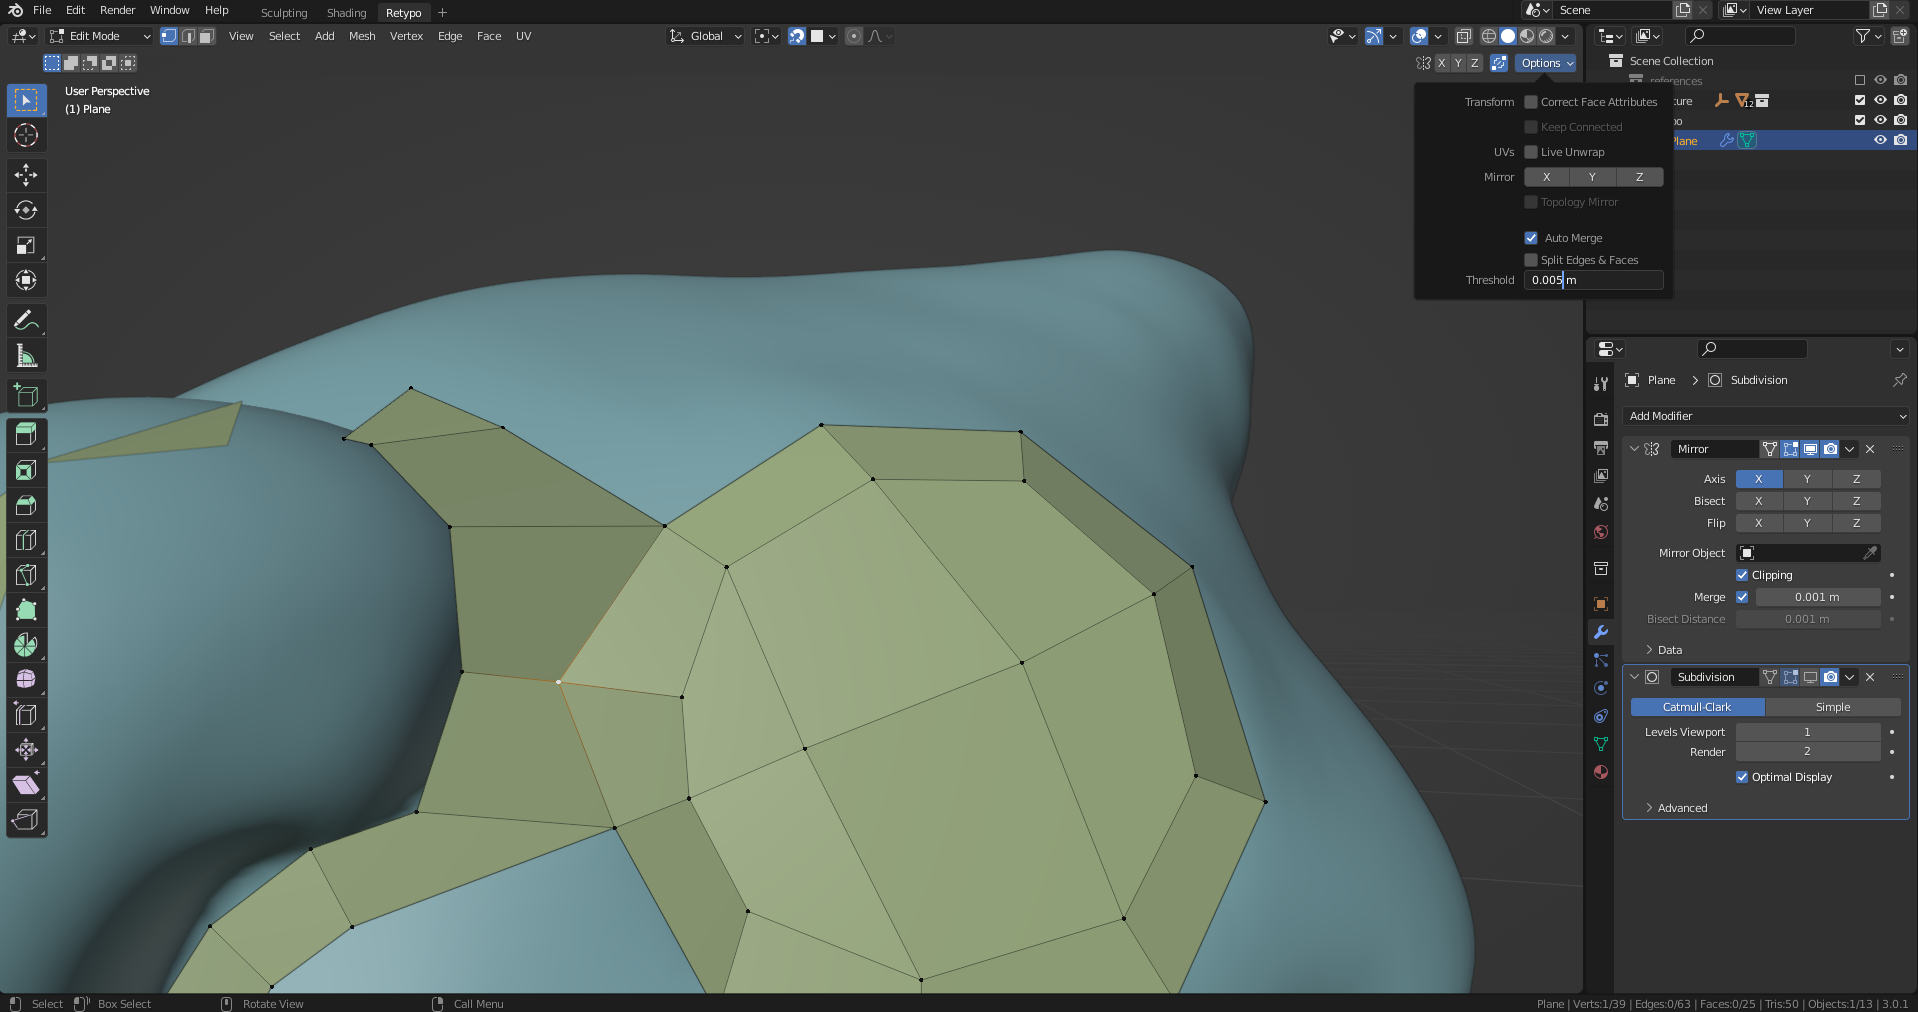 File Edit Render Window Help Sculpting Shading Retypo + Scene View Layer
Edit Mode View Select Add Mesh Vertex Edge Face UV Global
X Y Z Options
User Perspective
(1) Plane
Transform Correct Face Attributes
Keep Connected
UVs Live Unwrap
Mirror X Y Z
Topology Mirror
Auto Merge
Split Edges & Faces
Threshold 0.005 m
Scene Collection
references
ture 12
po
Plane
Plane > Subdivision
Add Modifier
Mirror
Axis X Y Z
Bisect X Y Z
Flip X Y Z
Mirror Object
Clipping
Merge 0.001 m
Bisect Distance 0.001 m
Data
Subdivision
Catmull-Clark Simple
Levels Viewport 1
Render 2
Optimal Display
Advanced
Select Box Select Rotate View Call Menu Plane | Verts:1/39 | Edges:0/63 | Faces:0/25 | Tris:50 | Objects:1/13 | 3.0.1